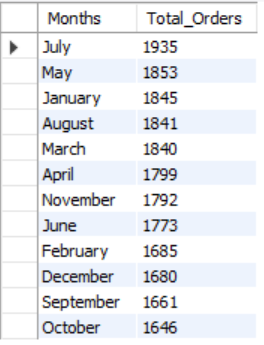 Months Total_Orders
July 1935
May 1853
January 1845
August 1841
March 1840
April 1799
November 1792
June 1773
February 1685
December 1680
September 1661
October 1646